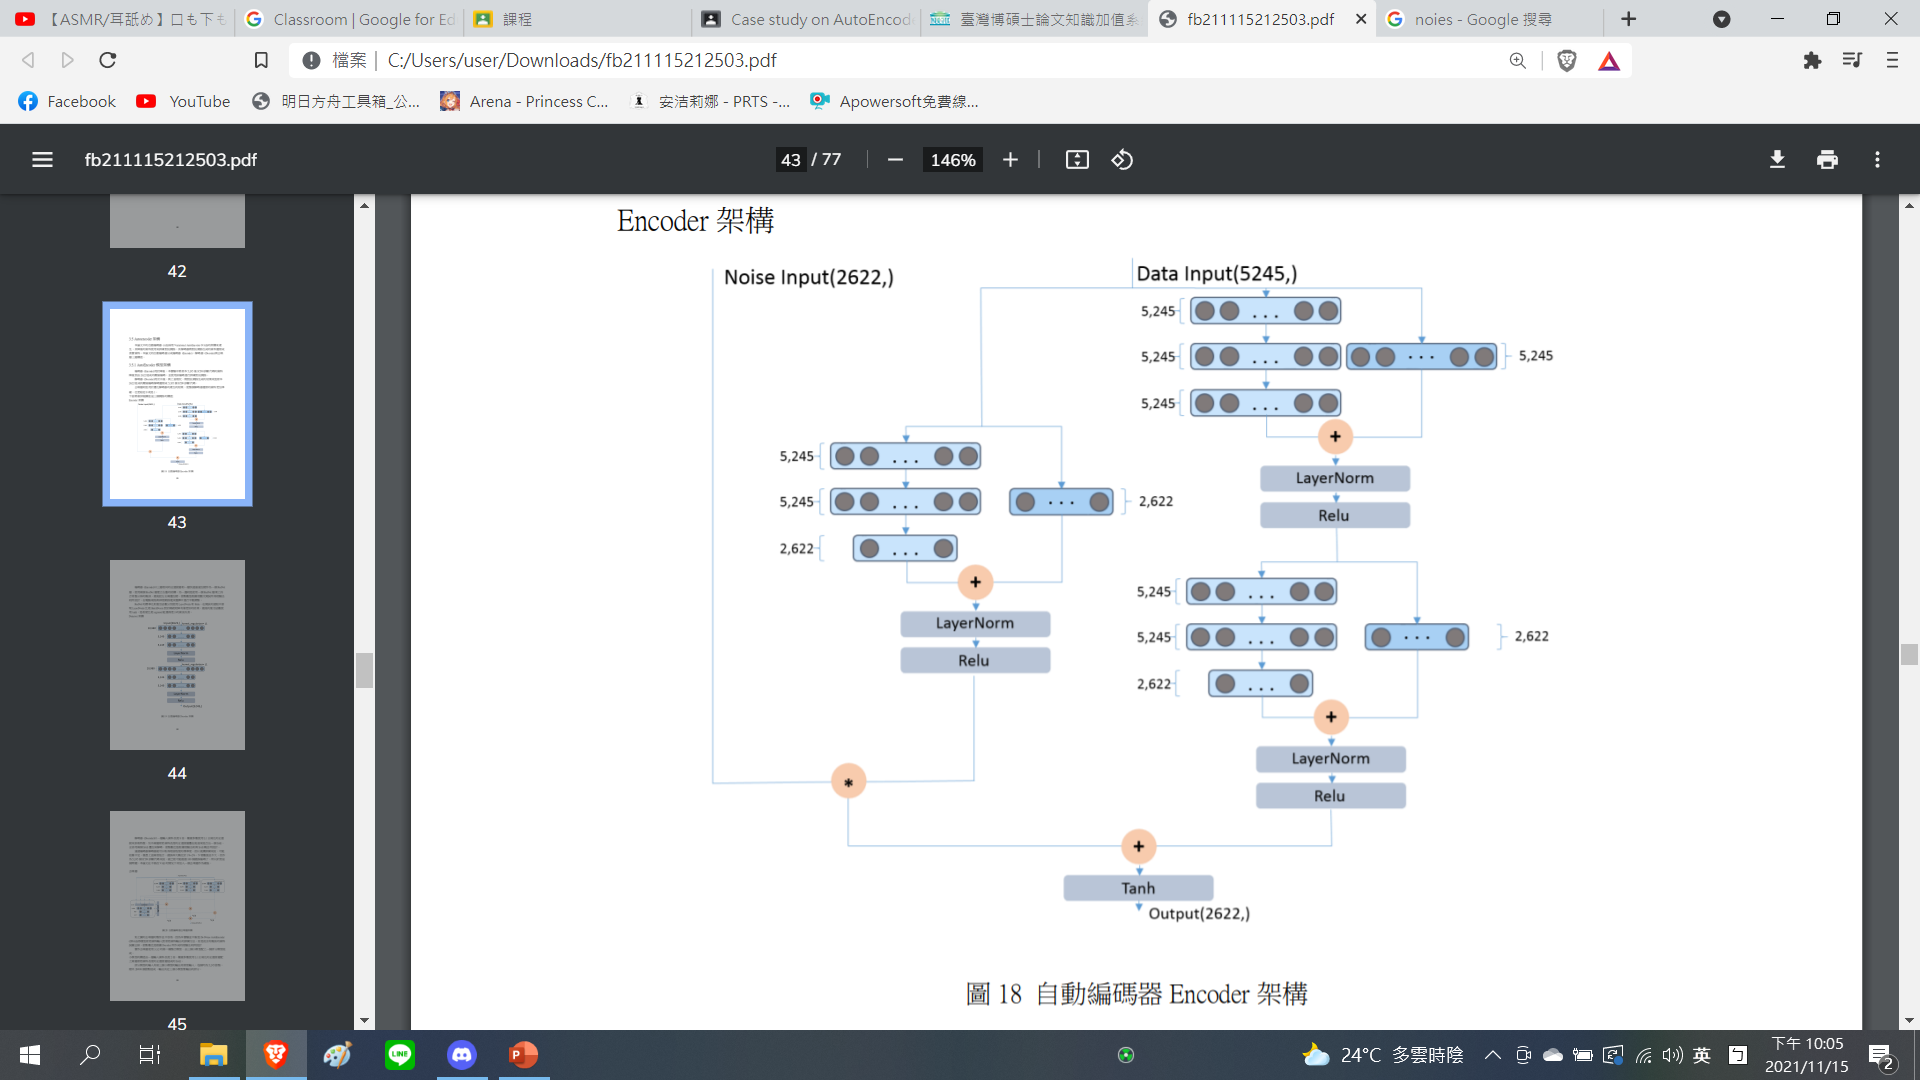 【ASMR/耳舐め】口も下も
Classroom | Google for Ed
課程
Case study on AutoEncod
臺灣博碩士論文知識加值系
fb211115212503.pdf
noies - Google 搜尋
檔案 | C:/Users/user/Downloads/fb211115212503.pdf
Facebook
YouTube
明日方舟工具箱_公...
Arena - Princess C...
安洁莉娜 - PRTS -...
Apowersoft免費線...
fb211115212503.pdf
43 / 77
146%
42
43
44
45
Encoder 架構
Noise Input(2622,)
Data Input(5245,)
5,245
5,245
5,245
5,245
+
LayerNorm
Relu
5,245
5,245
2,622
2,622
+
LayerNorm
Relu
5,245
5,245
2,622
2,622
+
LayerNorm
Relu
*
+
Tanh
Output(2622,)
圖 18 自動編碼器 Encoder 架構
24°C 多雲時陰
英
下午 10:05
2021/11/15
2